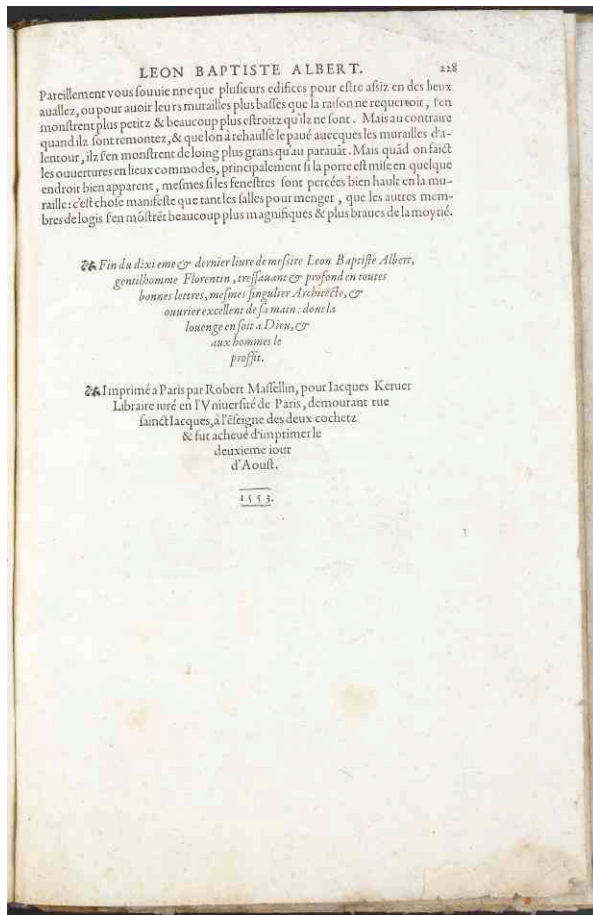 LEON BAPTISTE ALBERT. 228
Pareillement vous souuienne que plusieurs edifices pour estre assiz en des lieux
auallez, ou pour auoir leurs murailles plus basses que la raison ne requerroit, s'en
monstrent plus petitz & beaucoup plus estroitz qu'ilz ne sont. Mais au contraire
quand ilz sont remontez, & que lon à rehaulse le paué auecques les murailles d'a-
lentour, ilz s'en monstrent de loing plus grans qu'au parauãt. Mais quãd on faict
les ouuertures en lieux commodes, principalement si la porte est mise en quelque
endroit bien apparent, mesmes si les fenestres sont percées bien hault en la mu-
raille: c'est chose manifeste que tant les salles pour menger, que les autres mem-
bres de logis s'en mõstrẽt beaucoup plus magnifiques & plus braues de la moytié.
❧ Fin du dixieme & dernier liure de messire Leon Baptiste Albert,
gentilhomme Florentin, tressauant & profond en toutes
bonnes lettres, mesmes singulier Architecte, &
ouurier excellent de sa main: dont la
louenge en soit a Dieu, &
aux hommes le
proffit.
❧ Imprimé a Paris par Robert Massellin, pour Iacques Keruer
Libraire iuré en l'Vniuersité de Paris, demourant rue
sainct Iacques, à l'ẽseigne des deux cochetz
& fut acheué d'imprimer le
deuxieme iour
d'Aoust.
1553.